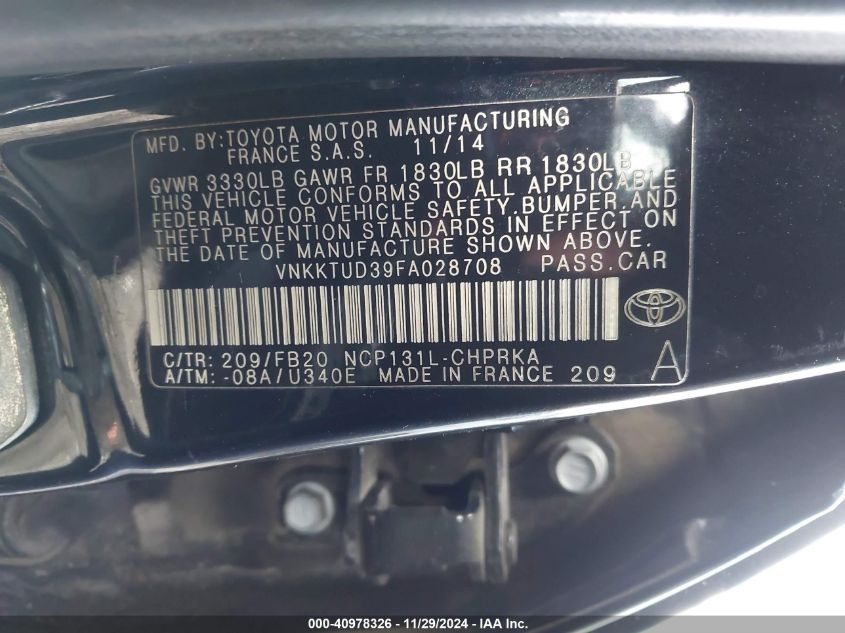 MFD. BY:TOYOTA MOTOR MANUFACTURING
FRANCE S.A.S. 11/14
GVWR 3330LB GAWR FR 1830LB RR 1830LB
THIS VEHICLE CONFORMS TO ALL APPLICABLE
FEDERAL MOTOR VEHICLE SAFETY,BUMPER,AND
THEFT PREVENTION STANDARDS IN EFFECT ON
THE DATE OF MANUFACTURE SHOWN ABOVE.
VNKKTUD39FA028708 PASS.CAR
C/TR: 209/FB20 NCP131L-CHPRKA
A/TM: -08A/U340E MADE IN FRANCE 209 A
000-40978326 - 11/29/2024 - IAA Inc.